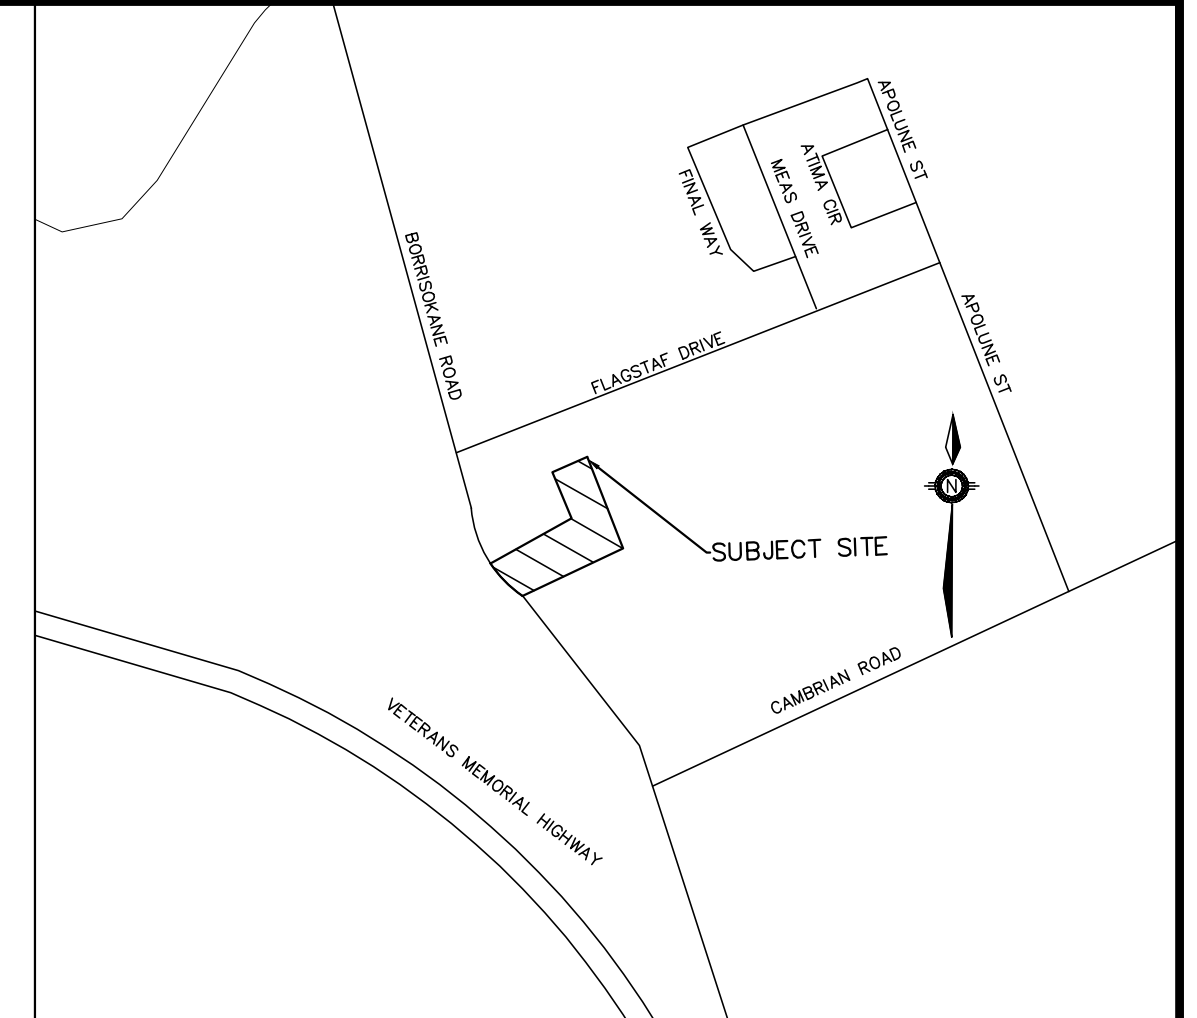 APOLUNE ST
ATIMA CIR
MEAS DRIVE
FINAL WAY
BORRISOKANE ROAD
FLAGSTAF DRIVE
APOLUNE ST
N
SUBJECT SITE
CAMBRIAN ROAD
VETERANS MEMORIAL HIGHWAY